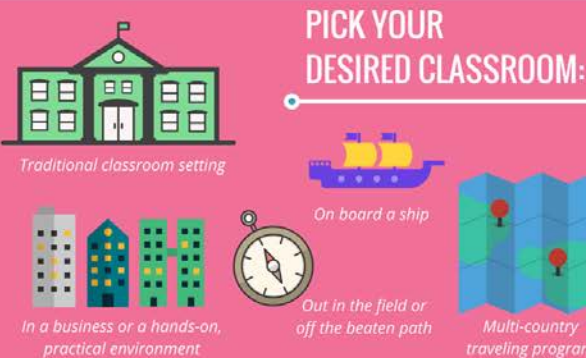 PICK YOUR
DESIRED CLASSROOM:
Traditional classroom setting
On board a ship
In a business or a hands-on,
practical environment
Out in the field or
off the beaten path
Multi-country
traveling